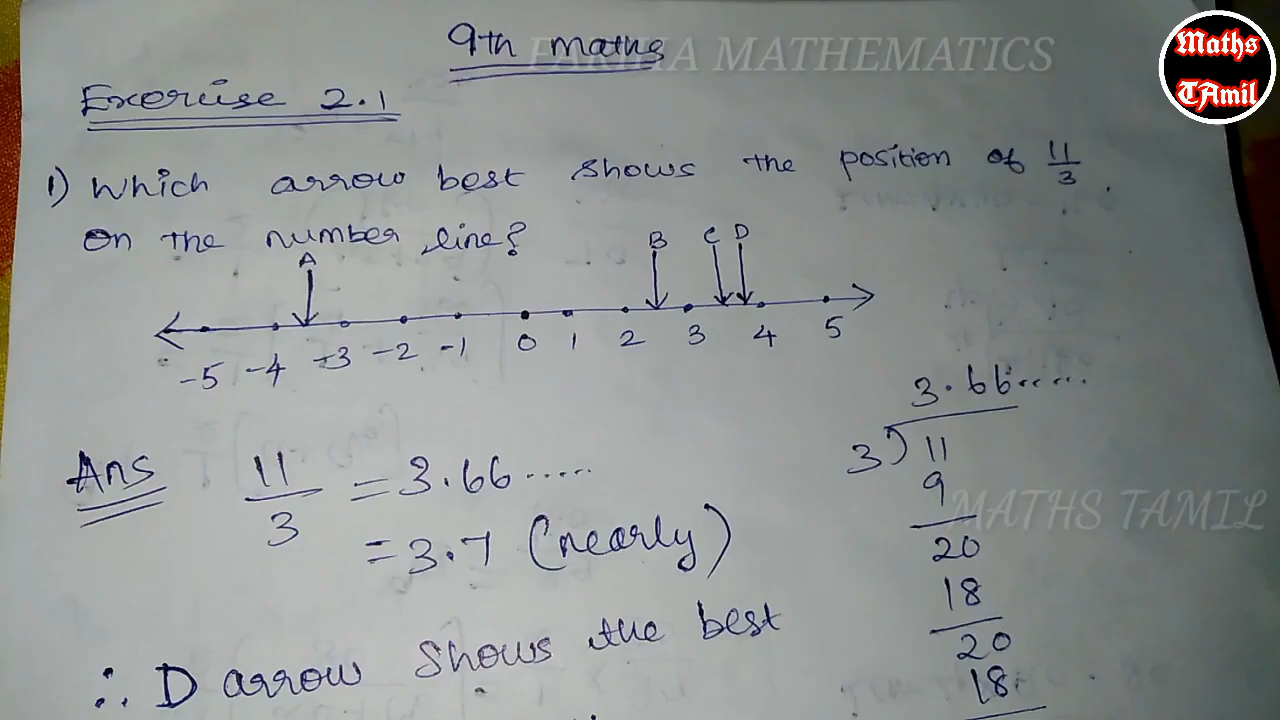 9th maths
FARIHA MATHEMATICS
Maths
TAmil
Exercise 2.1
1) Which arrow best shows the position of 11/3
on the number line?
A B C D
-5 -4 -3 -2 -1 0 1 2 3 4 5
Ans 11/3 = 3.66.....
= 3.7 (nearly)
∴ D arrow shows the best
3.66.....
3) 11
9
20
18
20
18
MATHS TAMIL